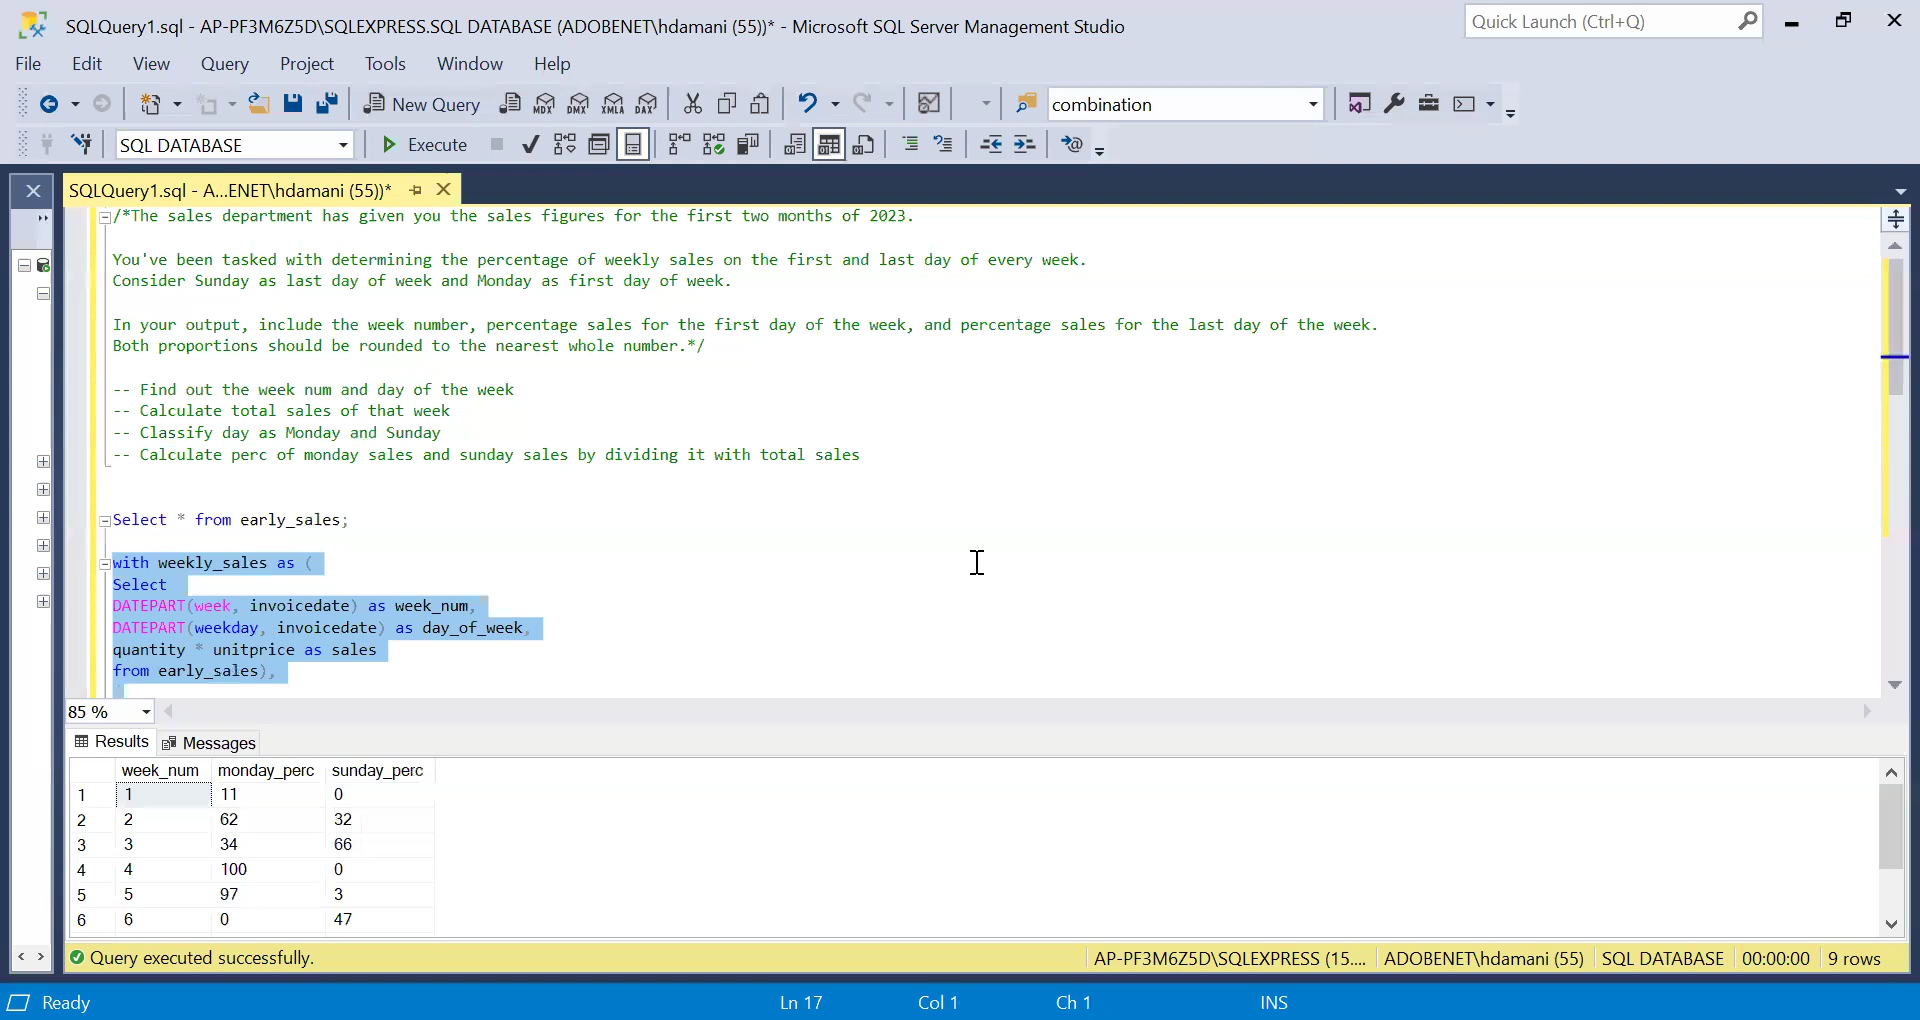 SQLQuery1.sql - AP-PF3M6Z5D\SQLEXPRESS.SQL DATABASE (ADOBENET\hdamani (55))* - Microsoft SQL Server Management Studio
Quick Launch (Ctrl+Q)
File Edit View Query Project Tools Window Help
New Query MDX DMX XMLA DAX combination
SQL DATABASE Execute
SQLQuery1.sql - A...ENET\hdamani (55))*
/*The sales department has given you the sales figures for the first two months of 2023.
You've been tasked with determining the percentage of weekly sales on the first and last day of every week.
Consider Sunday as last day of week and Monday as first day of week.
In your output, include the week number, percentage sales for the first day of the week, and percentage sales for the last day of the week.
Both proportions should be rounded to the nearest whole number.*/
-- Find out the week num and day of the week
-- Calculate total sales of that week
-- Classify day as Monday and Sunday
-- Calculate perc of monday sales and sunday sales by dividing it with total sales
Select * from early_sales;
with weekly_sales as (
Select
DATEPART(week, invoicedate) as week_num,
DATEPART(weekday, invoicedate) as day_of_week,
quantity * unitprice as sales
from early_sales),
85 %
Results Messages
week_num monday_perc sunday_perc
1 1 11 0
2 2 62 32
3 3 34 66
4 4 100 0
5 5 97 3
6 6 0 47
Query executed successfully. AP-PF3M6Z5D\SQLEXPRESS (15.... ADOBENET\hdamani (55) SQL DATABASE 00:00:00 9 rows
Ready Ln 17 Col 1 Ch 1 INS